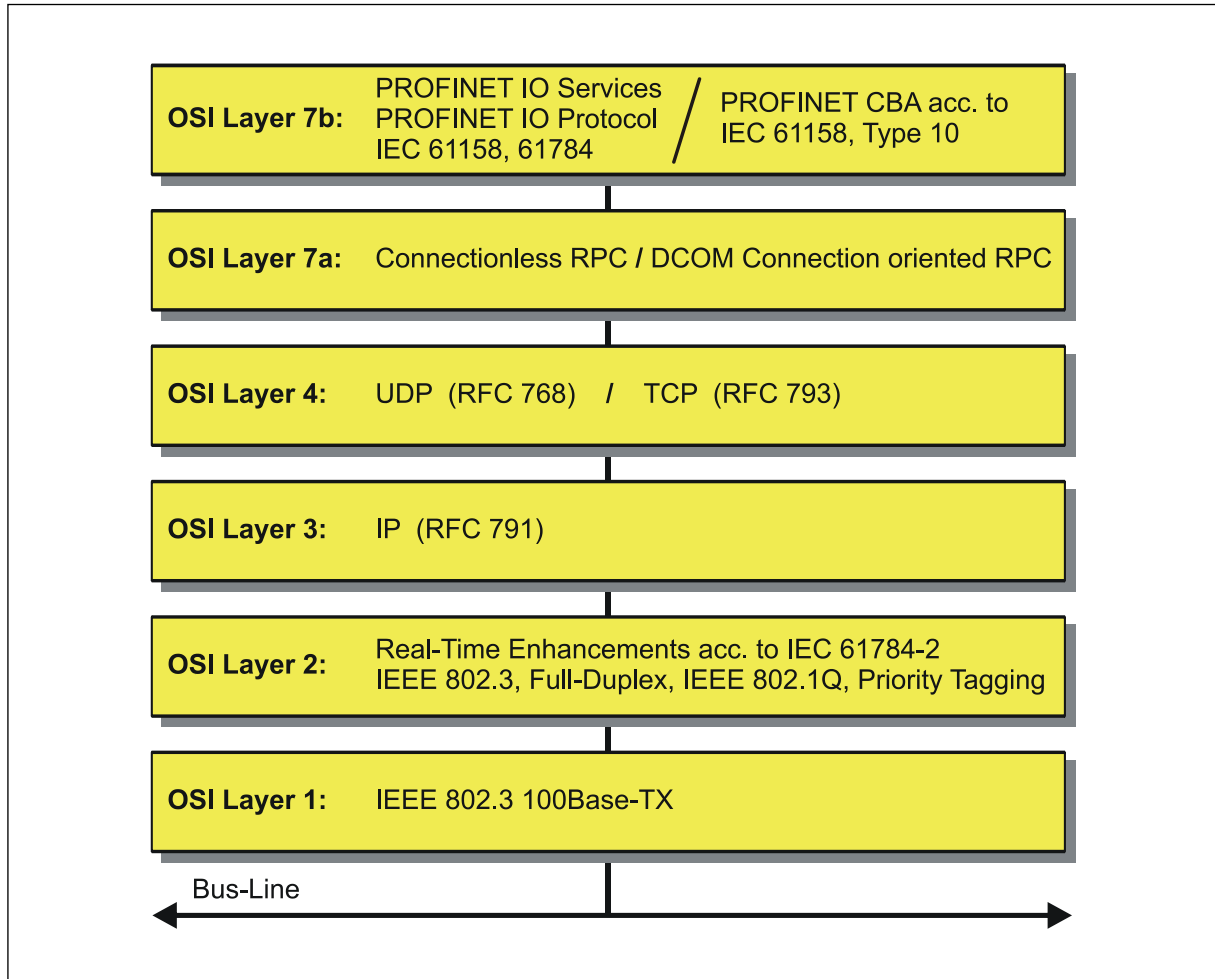 OSI Layer 7b:
PROFINET IO Services
PROFINET IO Protocol
IEC 61158, 61784
/
PROFINET CBA acc. to
IEC 61158, Type 10
OSI Layer 7a: Connectionless RPC / DCOM Connection oriented RPC
OSI Layer 4: UDP (RFC 768) / TCP (RFC 793)
OSI Layer 3: IP (RFC 791)
OSI Layer 2:
Real-Time Enhancements acc. to IEC 61784-2
IEEE 802.3, Full-Duplex, IEEE 802.1Q, Priority Tagging
OSI Layer 1: IEEE 802.3 100Base-TX
Bus-Line